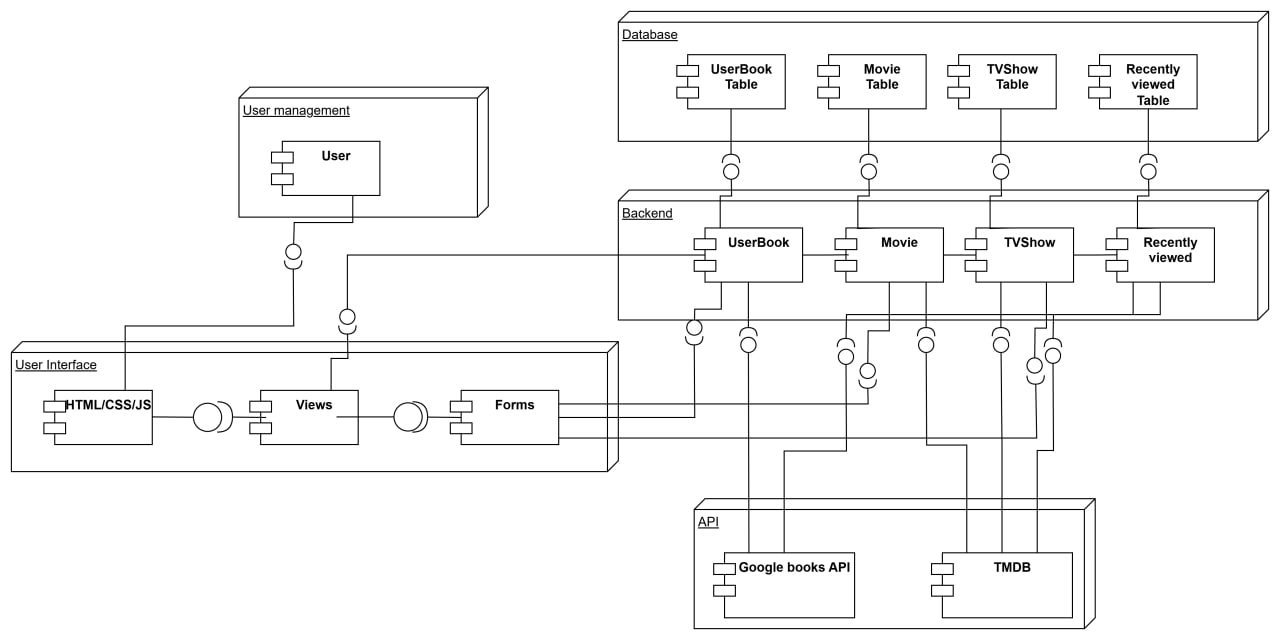 Database
UserBook
Table
Movie
Table
TVShow
Table
Recently
viewed
Table
User management
User
Backend
UserBook
Movie
TVShow
Recently
viewed
User Interface
HTML/CSS/JS
Views
Forms
API
Google books API
TMDB